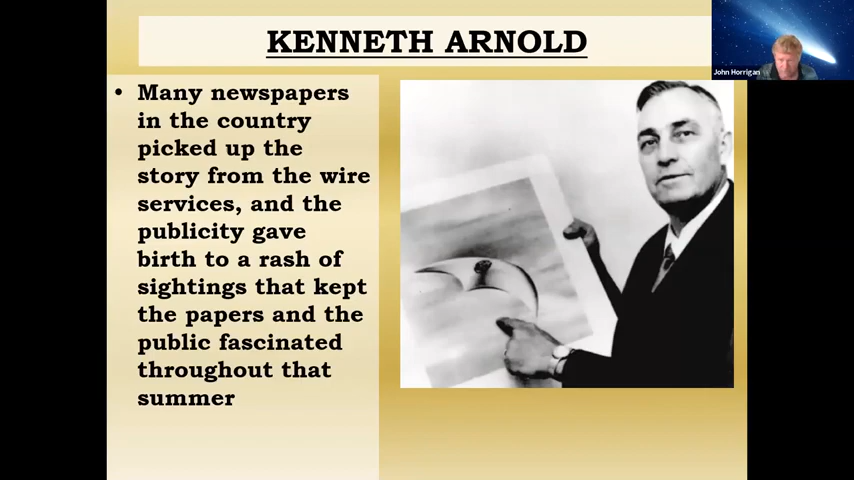 KENNETH ARNOLD
John Horrigan
• Many newspapers
in the country
picked up the
story from the wire
services, and the
publicity gave
birth to a rash of
sightings that kept
the papers and the
public fascinated
throughout that
summer